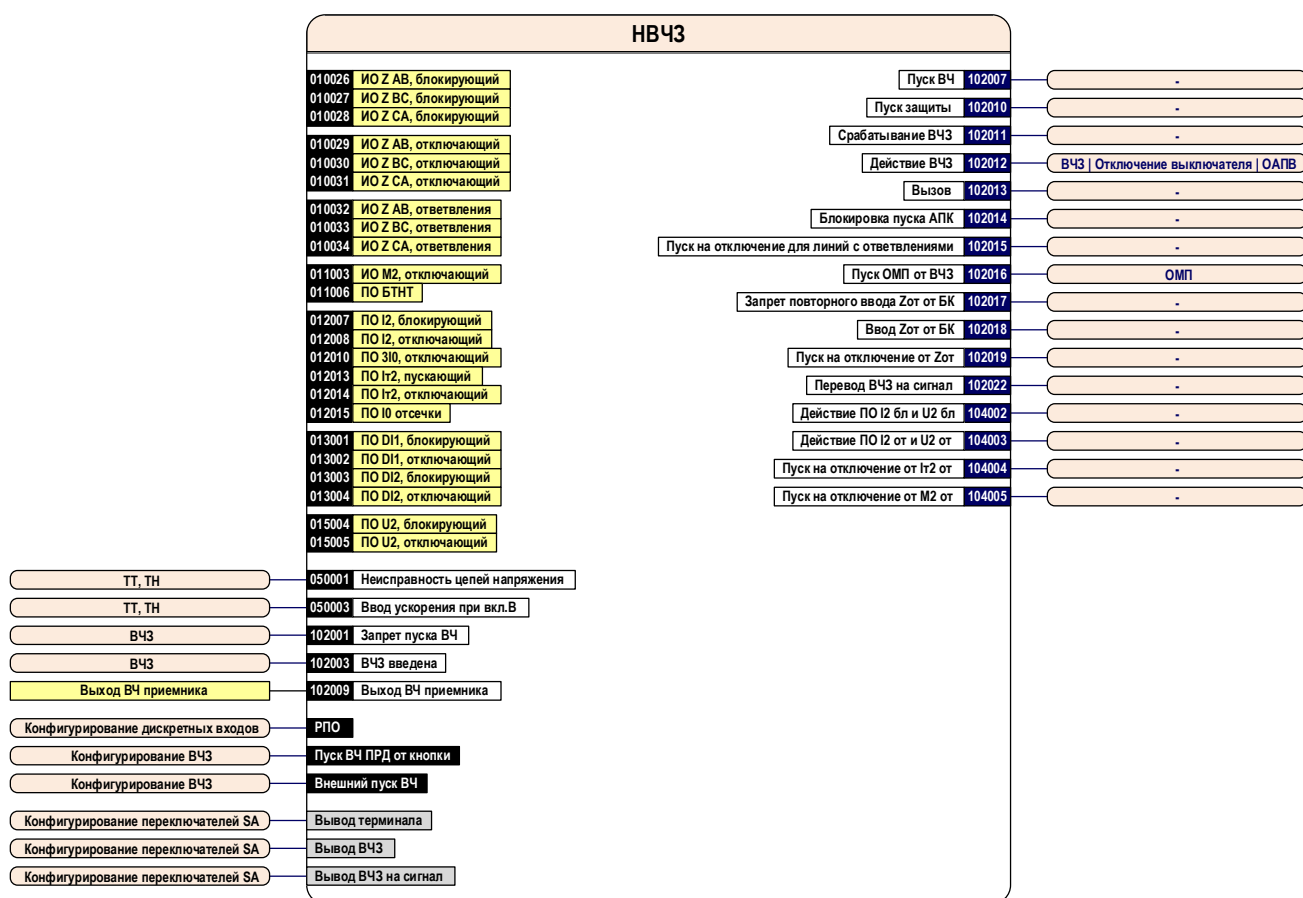 НВЧЗ
010026 ИО Z АВ, блокирующий
010027 ИО Z ВС, блокирующий
010028 ИО Z СА, блокирующий
010029 ИО Z АВ, отключающий
010030 ИО Z ВС, отключающий
010031 ИО Z СА, отключающий
010032 ИО Z АВ, ответвления
010033 ИО Z ВС, ответвления
010034 ИО Z СА, ответвления
011003 ИО М2, отключающий
011006 ПО БТНТ
012007 ПО I2, блокирующий
012008 ПО I2, отключающий
012010 ПО 3I0, отключающий
012013 ПО Iт2, пускающий
012014 ПО Iт2, отключающий
012015 ПО I0 отсечки
013001 ПО DI1, блокирующий
013002 ПО DI1, отключающий
013003 ПО DI2, блокирующий
013004 ПО DI2, отключающий
015004 ПО U2, блокирующий
015005 ПО U2, отключающий
ТТ, ТН 050001 Неисправность цепей напряжения
ТТ, ТН 050003 Ввод ускорения при вкл.В
ВЧЗ 102001 Запрет пуска ВЧ
ВЧЗ 102003 ВЧЗ введена
Выход ВЧ приемника 102009 Выход ВЧ приемника
Конфигурирование дискретных входов РПО
Конфигурирование ВЧЗ Пуск ВЧ ПРД от кнопки
Конфигурирование ВЧЗ Внешний пуск ВЧ
Конфигурирование переключателей SA Вывод терминала
Конфигурирование переключателей SA Вывод ВЧЗ
Конфигурирование переключателей SA Вывод ВЧЗ на сигнал
Пуск ВЧ 102007 -
Пуск защиты 102010 -
Срабатывание ВЧЗ 102011 -
Действие ВЧЗ 102012 ВЧЗ | Отключение выключателя | ОАПВ
Вызов 102013 -
Блокировка пуска АПК 102014 -
Пуск на отключение для линий с ответвлениями 102015 -
Пуск ОМП от ВЧЗ 102016 ОМП
Запрет повторного ввода Zот от БК 102017 -
Ввод Zот от БК 102018 -
Пуск на отключение от Zот 102019 -
Перевод ВЧЗ на сигнал 102022 -
Действие ПО I2 бл и U2 бл 104002 -
Действие ПО I2 от и U2 от 104003 -
Пуск на отключение от Iт2 от 104004 -
Пуск на отключение от М2 от 104005 -